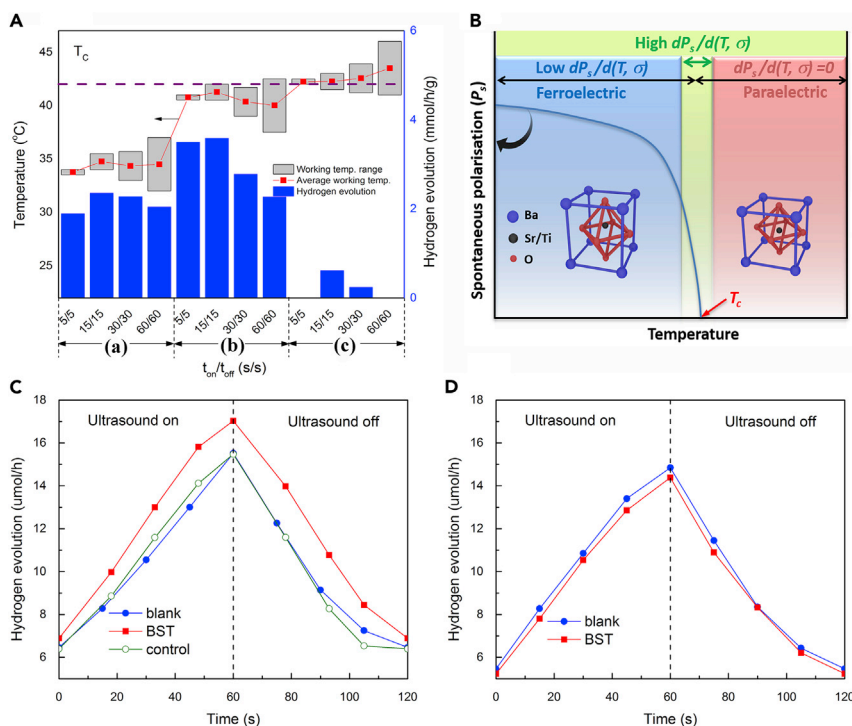 A
T_C
Temperature (°C)
45
40
35
30
25
Hydrogen evolution (mmol/h/g)
6
4
2
0
Working temp. range
Average working temp.
Hydrogen evolution
5/5
15/15
30/30
60/60
5/5
15/15
30/30
60/60
5/5
15/15
30/30
60/60
(a) (b) (c)
t_on/t_off (s/s)
B
High dP_s/d(T, σ)
Low dP_s/d(T, σ)
dP_s/d(T, σ) =0
Ferroelectric
Paraelectric
Spontaneous polarisation (P_s)
Ba
Sr/Ti
O
T_c
Temperature
C
Hydrogen evolution (umol/h)
18
16
14
12
10
8
6
Ultrasound on
Ultrasound off
blank
BST
control
0 20 40 60 80 100 120
Time (s)
D
Hydrogen evolution (umol/h)
18
16
14
12
10
8
6
Ultrasound on
Ultrasound off
blank
BST
0 20 40 60 80 100 120
Time (s)